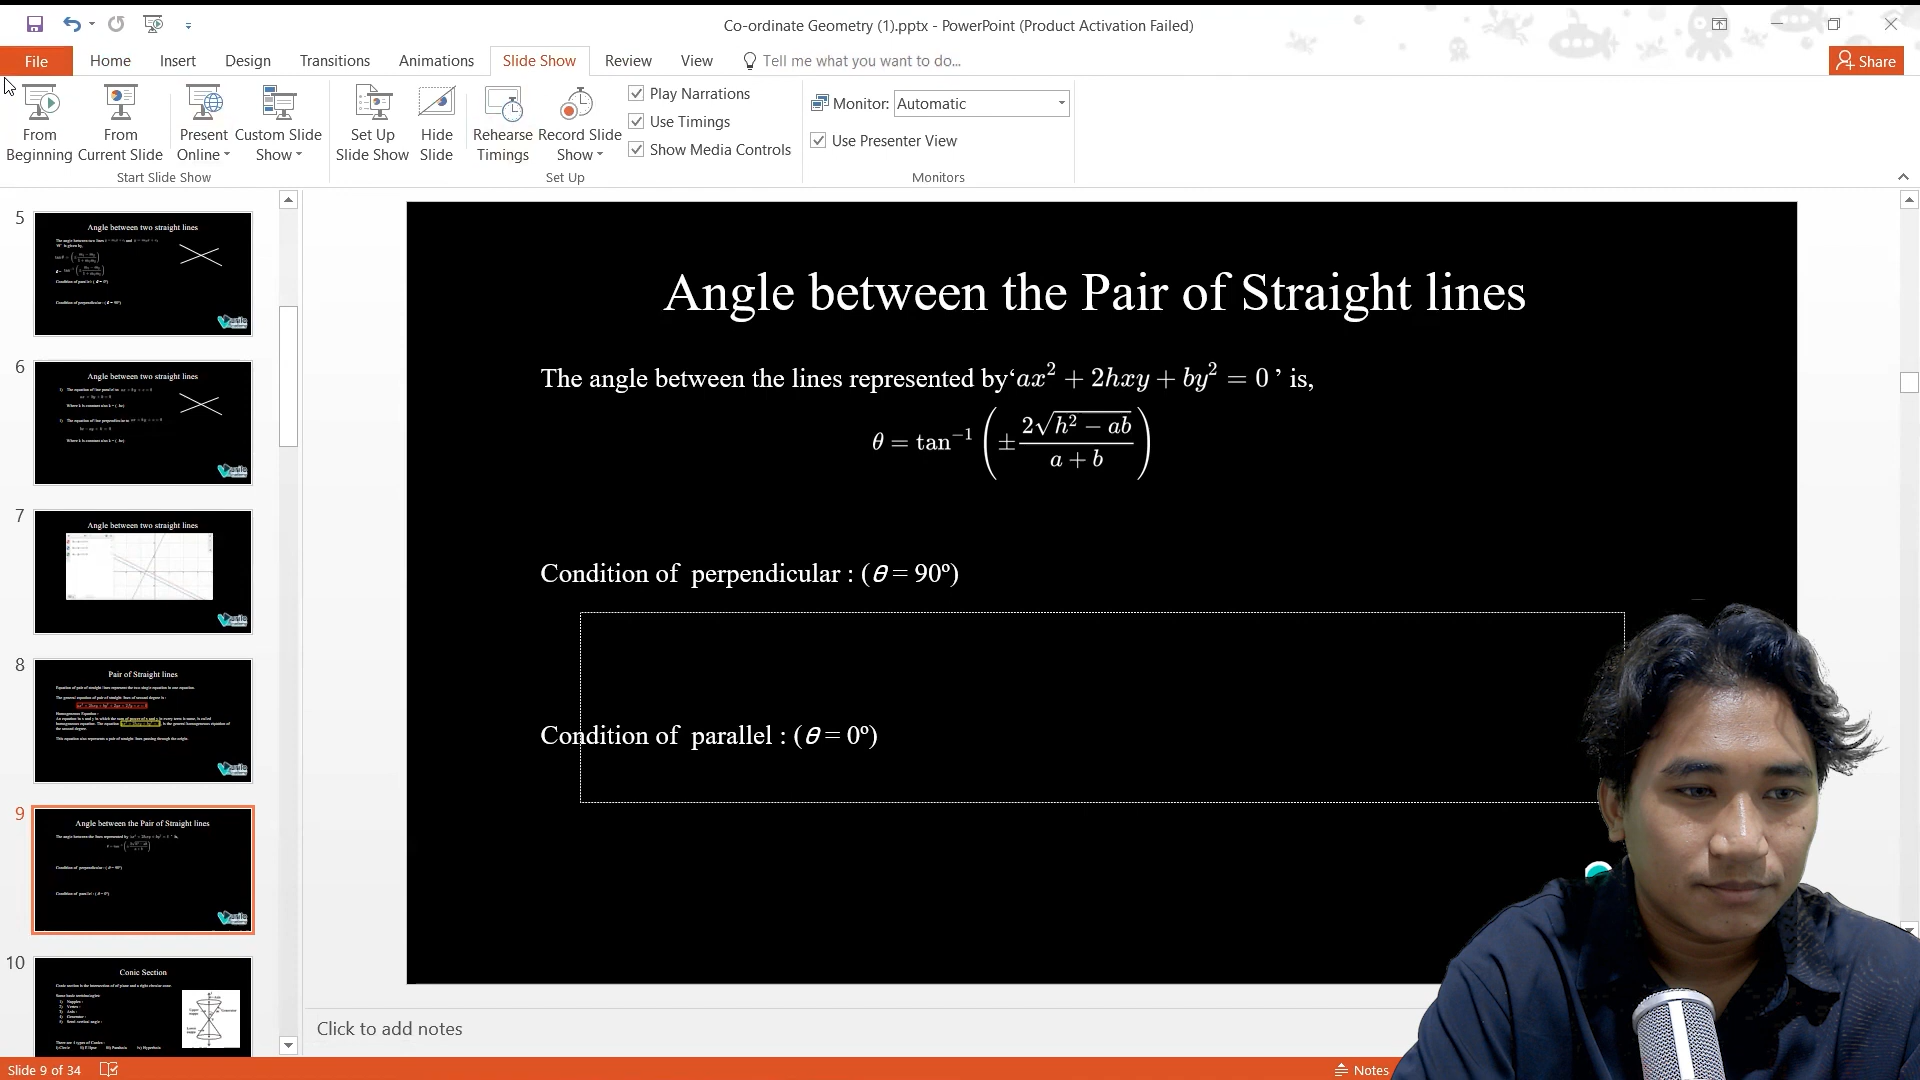 Co-ordinate Geometry (1).pptx - PowerPoint (Product Activation Failed)
File Home Insert Design Transitions Animations Slide Show Review View Tell me what you want to do... Share
From Beginning
From Current Slide
Present Online
Custom Slide Show
Set Up Slide Show
Hide Slide
Rehearse Timings
Record Slide Show
Play Narrations
Use Timings
Show Media Controls
Monitor: Automatic
Use Presenter View
Start Slide Show
Set Up
Monitors
5
Angle between two straight lines
6
Angle between two straight lines
7
Angle between two straight lines
8
Pair of Straight lines
9
Angle between the Pair of Straight lines
10
Conic Section
Angle between the Pair of Straight lines
The angle between the lines represented by‘ax² + 2hxy + by² = 0 ’ is,
θ = tan⁻¹ (± 2√(h² − ab) / (a + b))
Condition of perpendicular : (θ = 90º)
Condition of parallel : (θ = 0º)
Click to add notes
Slide 9 of 34
Notes